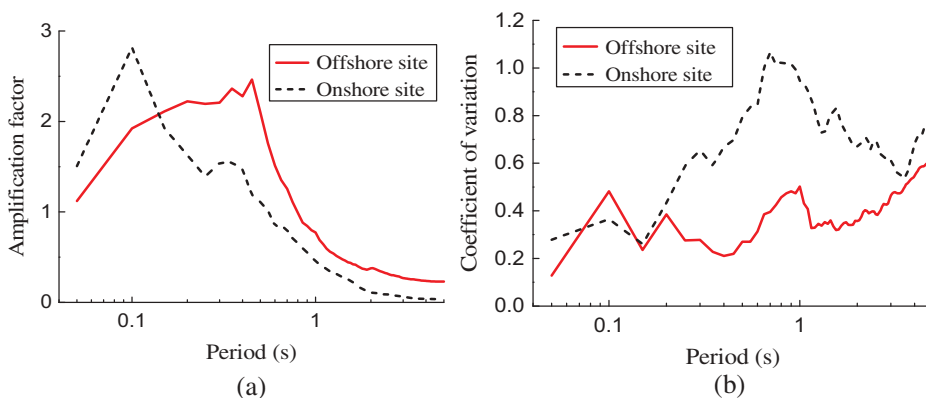 3
2
1
0
0.1
1
Amplification factor
Period (s)
Offshore site
Onshore site
(a)
1.2
1.0
0.8
0.6
0.4
0.2
0.0
0.1
1
Coefficient of variation
Period (s)
Offshore site
Onshore site
(b)